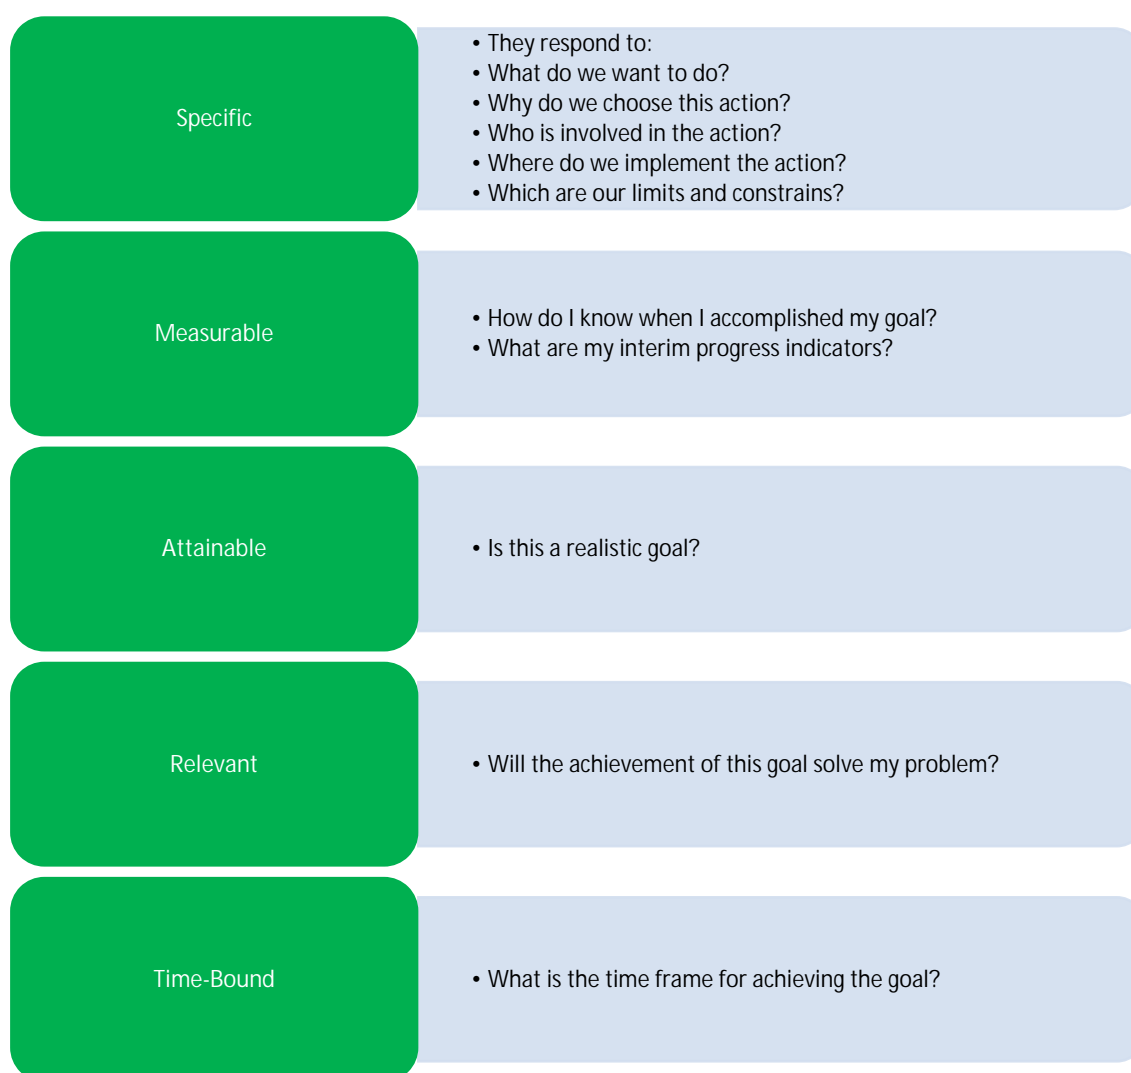 Specific
• They respond to:
• What do we want to do?
• Why do we choose this action?
• Who is involved in the action?
• Where do we implement the action?
• Which are our limits and constrains?
Measurable
• How do I know when I accomplished my goal?
• What are my interim progress indicators?
Attainable
• Is this a realistic goal?
Relevant
• Will the achievement of this goal solve my problem?
Time-Bound
• What is the time frame for achieving the goal?